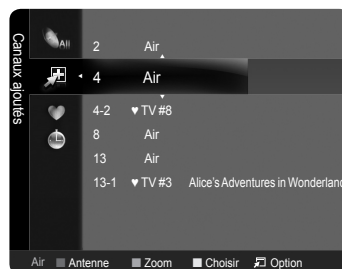 Canaux ajoutés
All
2 Air
4 Air
4-2 ♥ TV #8
8 Air
13 Air
13-1 ♥ TV #3 Alice's Adventures in Wonderland
Air Antenne Zoom Choisir Option